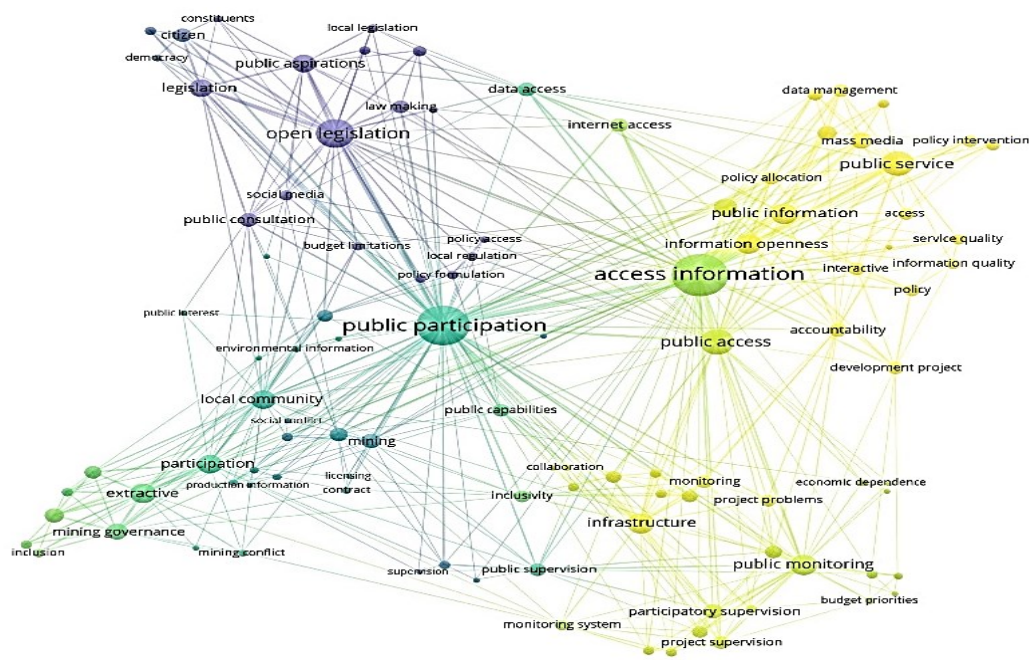 constituents
citizen
local legislation
democracy
public aspirations
legislation
data access
data management
law making
internet access
open legislation
mass media
policy intervention
public service
policy allocation
social media
public consultation
public information
access
budget limitations
policy access
information openness
service quality
local regulation
policy formulation
access information
interactive
information quality
policy
public interest
public participation
accountability
environmental information
public access
development project
local community
public capabilities
social conflict
mining
participation
collaboration
production information
licensing
contract
monitoring
economic dependence
extractive
inclusivity
project problems
infrastructure
mining governance
inclusion
mining conflict
supervision
public supervision
public monitoring
budget priorities
participatory supervision
monitoring system
project supervision